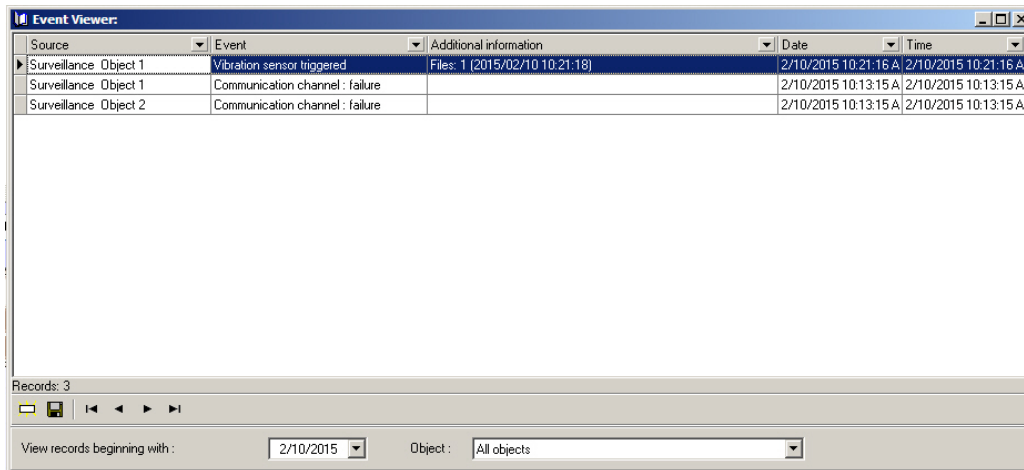 Event Viewer:
Source Event Additional information Date Time
Surveillance Object 1 Vibration sensor triggered Files: 1 (2015/02/10 10:21:18) 2/10/2015 10:21:16 A 2/10/2015 10:21:16 A
Surveillance Object 1 Communication channel : failure 2/10/2015 10:13:15 A 2/10/2015 10:13:15 A
Surveillance Object 2 Communication channel : failure 2/10/2015 10:13:15 A 2/10/2015 10:13:15 A
Records: 3
View records beginning with : 2/10/2015 Object : All objects